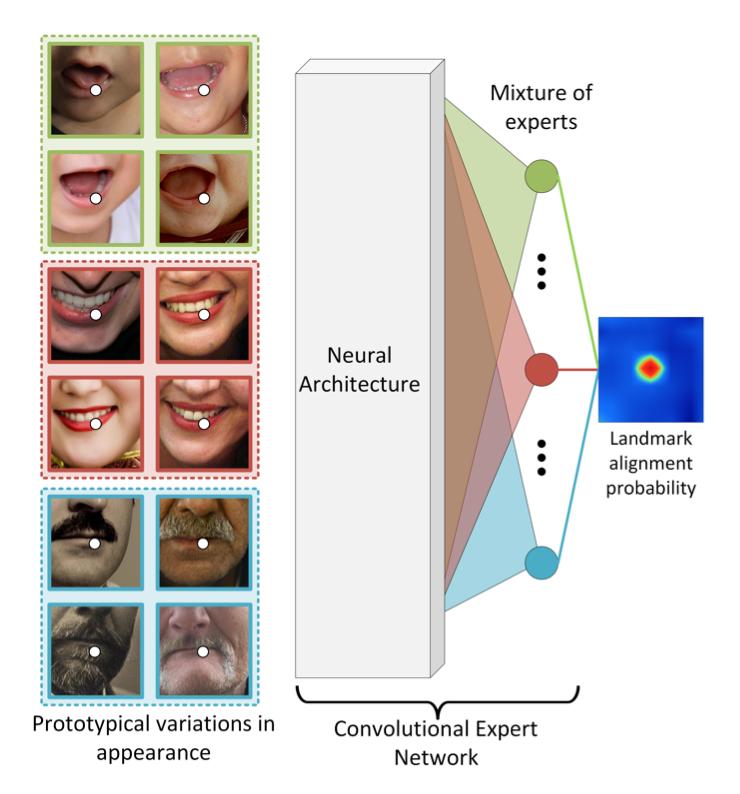 Mixture of
experts
Neural
Architecture
Landmark
alignment
probability
Prototypical variations in
appearance
Convolutional Expert
Network